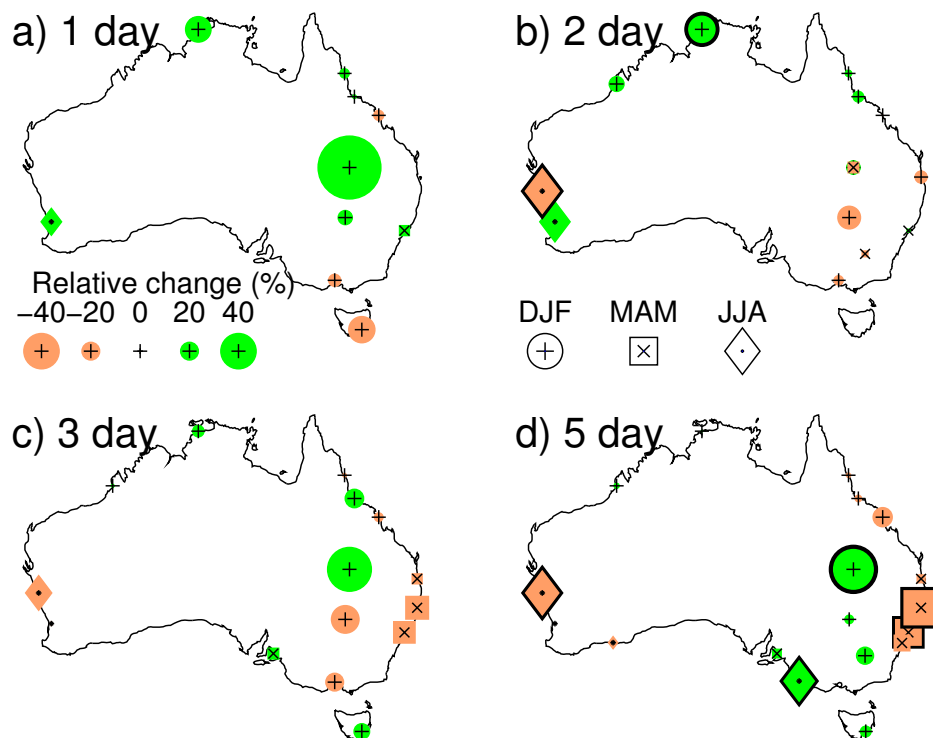 a) 1 day
b) 2 day
Relative change (%)
−40 −20 0 20 40
DJF MAM JJA
c) 3 day
d) 5 day